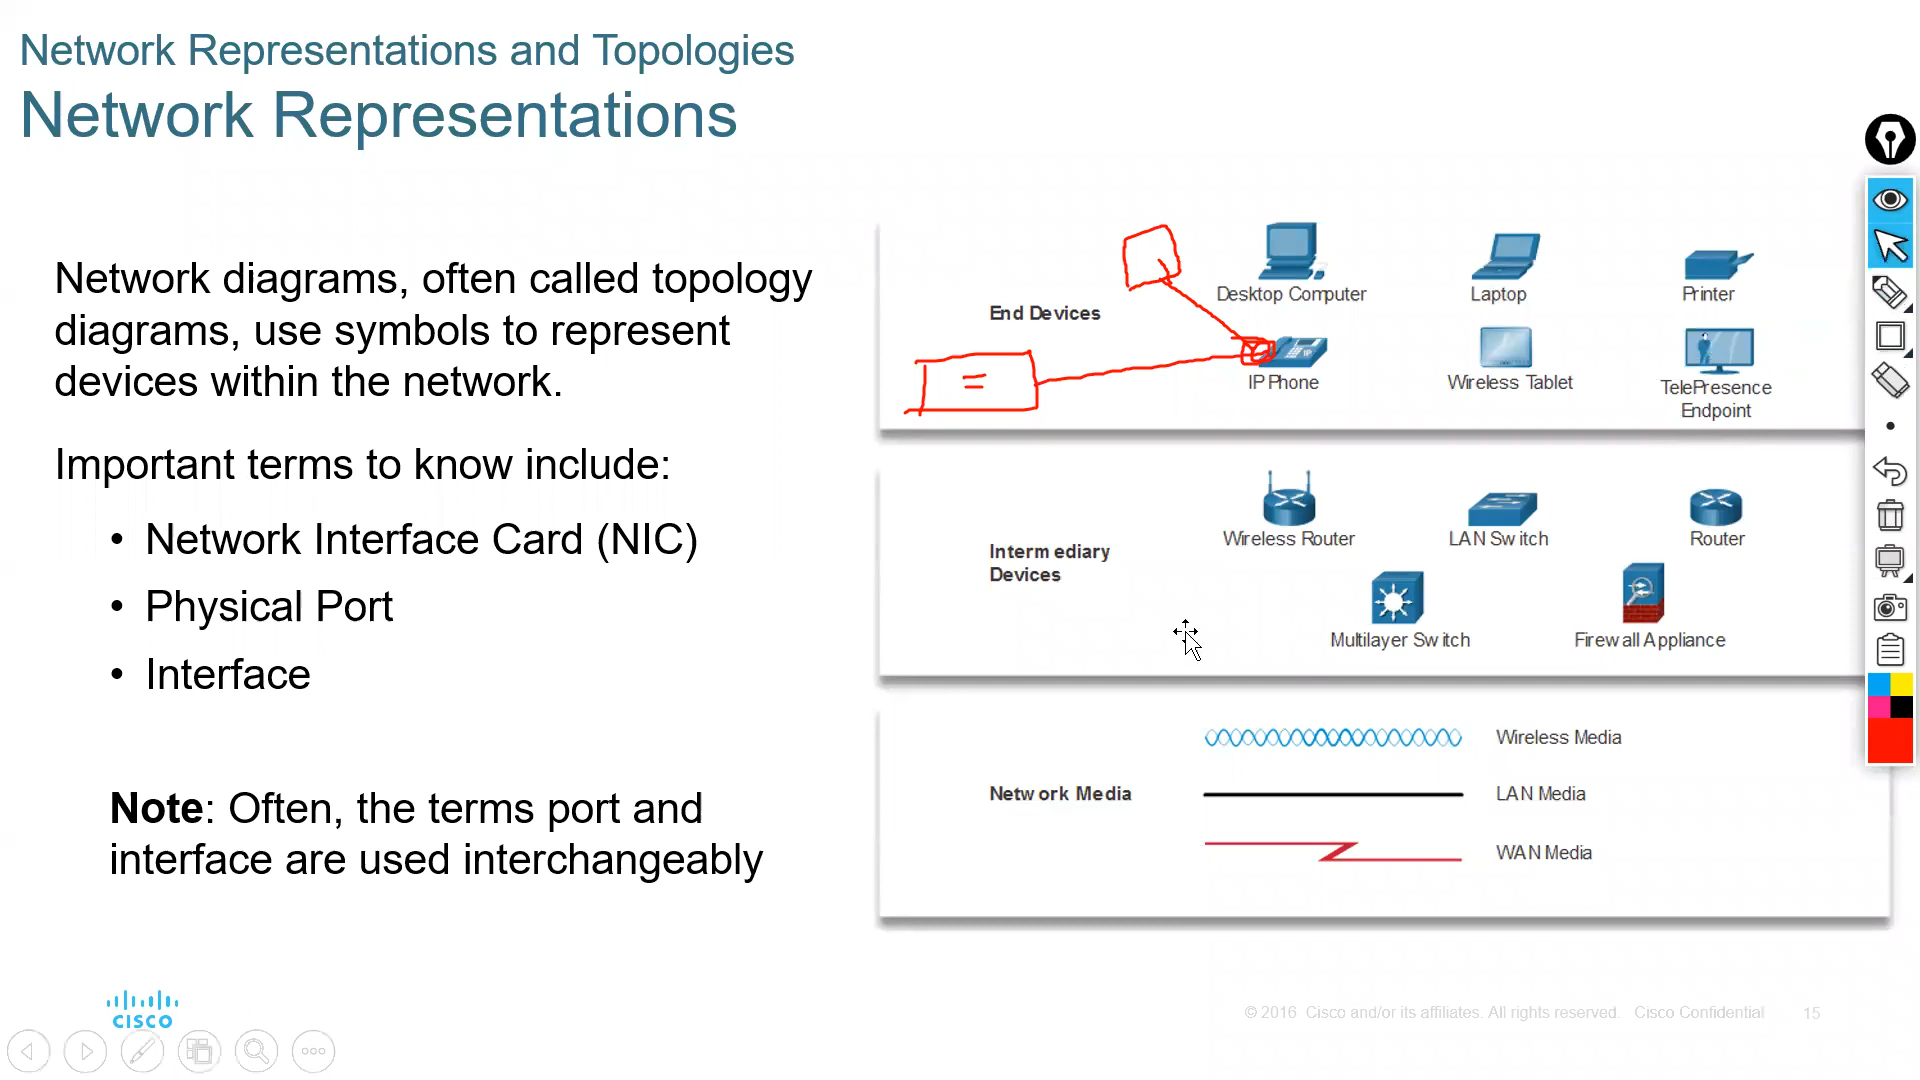 Network Representations and Topologies
Network Representations
Network diagrams, often called topology
diagrams, use symbols to represent
devices within the network.
Important terms to know include:
• Network Interface Card (NIC)
• Physical Port
• Interface
Note: Often, the terms port and
interface are used interchangeably
End Devices
Desktop Computer
Laptop
Printer
IP
IP Phone
Wireless Tablet
TelePresence
Endpoint
Intermediary
Devices
Wireless Router
LAN Switch
Router
Multilayer Switch
Firewall Appliance
Network Media
Wireless Media
LAN Media
WAN Media
CISCO
© 2016 Cisco and/or its affiliates. All rights reserved. Cisco Confidential
15